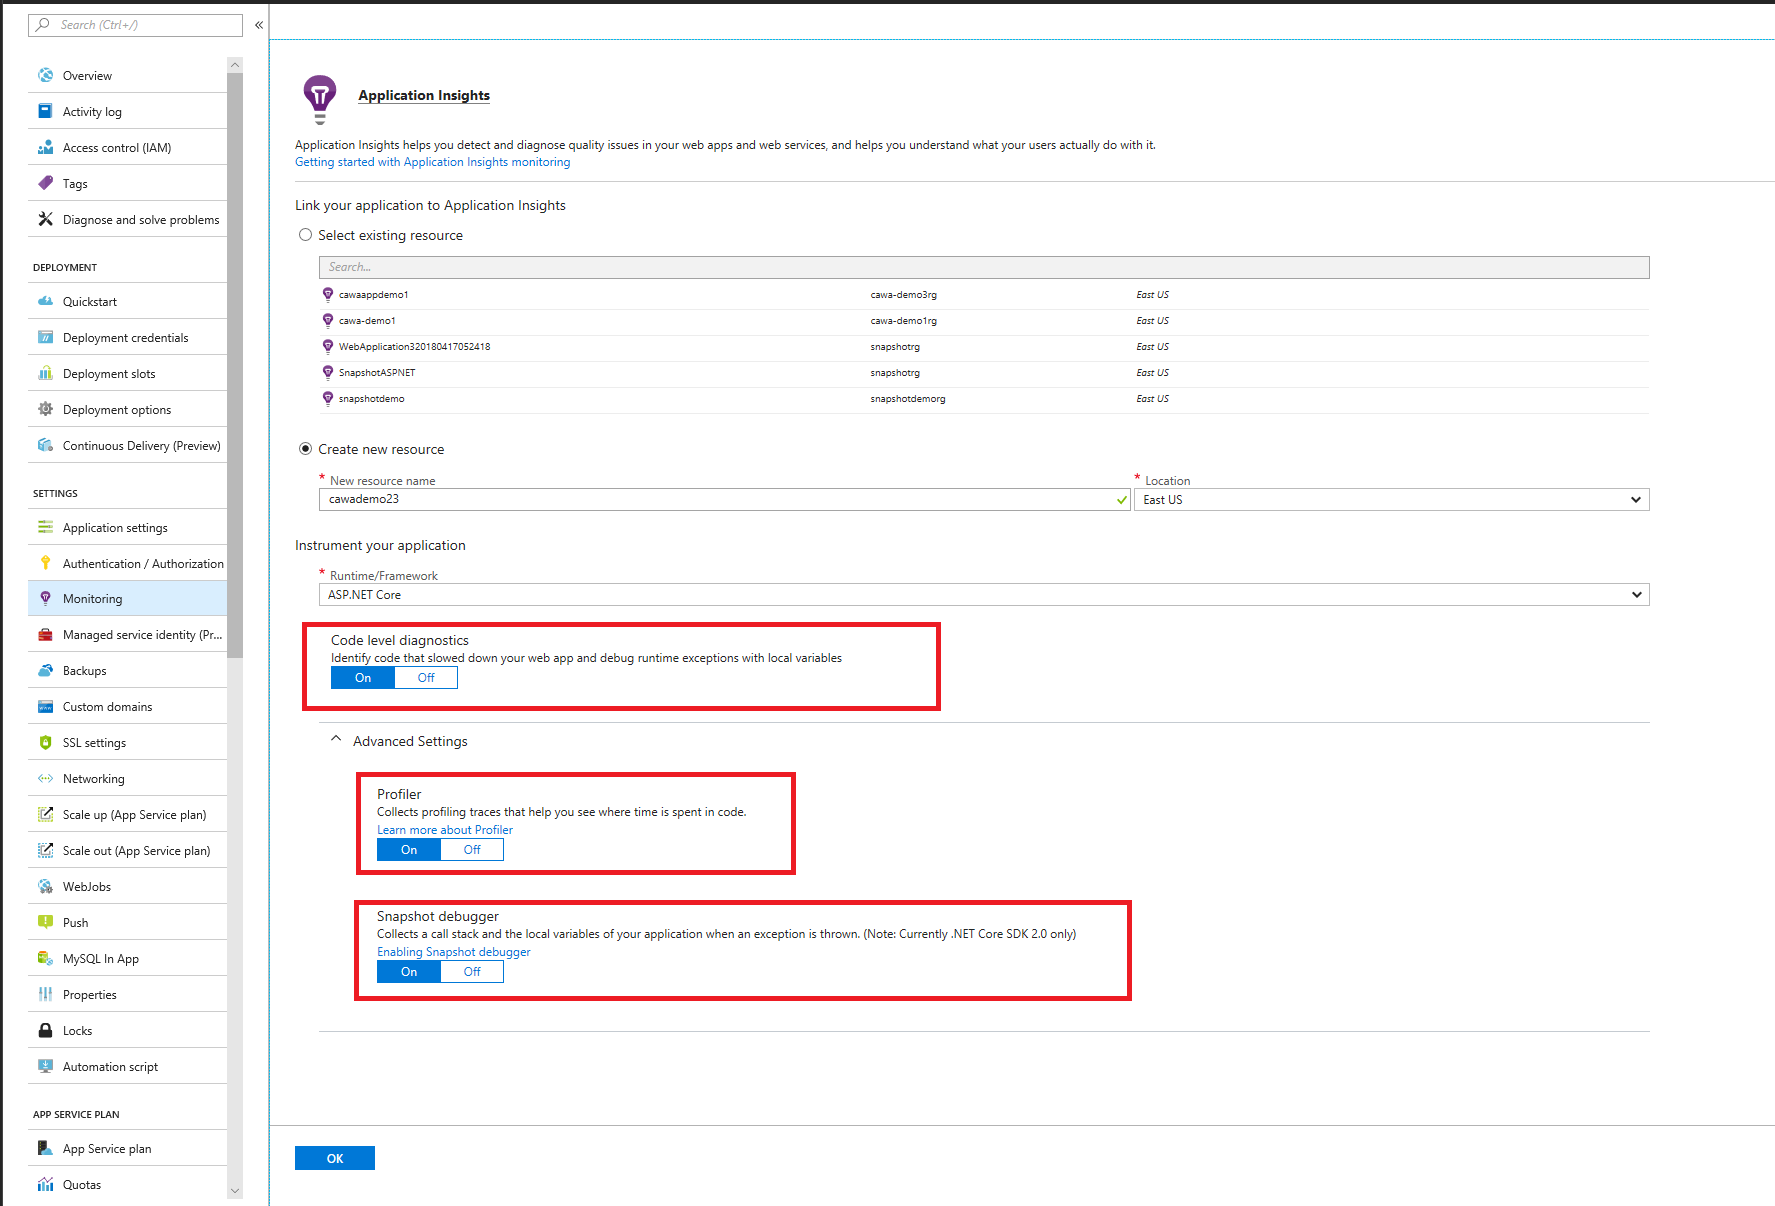 Search (Ctrl+/)
«
Overview
Activity log
Access control (IAM)
Tags
Diagnose and solve problems
DEPLOYMENT
Quickstart
Deployment credentials
Deployment slots
Deployment options
Continuous Delivery (Preview)
SETTINGS
Application settings
Authentication / Authorization
Monitoring
Managed service identity (Pr...
Backups
Custom domains
SSL settings
Networking
Scale up (App Service plan)
Scale out (App Service plan)
WebJobs
Push
MySQL In App
Properties
Locks
Automation script
APP SERVICE PLAN
App Service plan
Quotas
Application Insights
Application Insights helps you detect and diagnose quality issues in your web apps and web services, and helps you understand what your users actually do with it.
Getting started with Application Insights monitoring
Link your application to Application Insights
Select existing resource
Search...
cawaappdemo1 cawa-demo3rg East US
cawa-demo1 cawa-demo1rg East US
WebApplication320180417052418 snapshotrg East US
SnapshotASPNET snapshotrg East US
snapshotdemo snapshotdemorg East US
Create new resource
* New resource name * Location
cawademo23 East US
Instrument your application
* Runtime/Framework
ASP.NET Core
Code level diagnostics
Identify code that slowed down your web app and debug runtime exceptions with local variables
On Off
Advanced Settings
Profiler
Collects profiling traces that help you see where time is spent in code.
Learn more about Profiler
On Off
Snapshot debugger
Collects a call stack and the local variables of your application when an exception is thrown. (Note: Currently .NET Core SDK 2.0 only)
Enabling Snapshot debugger
On Off
OK